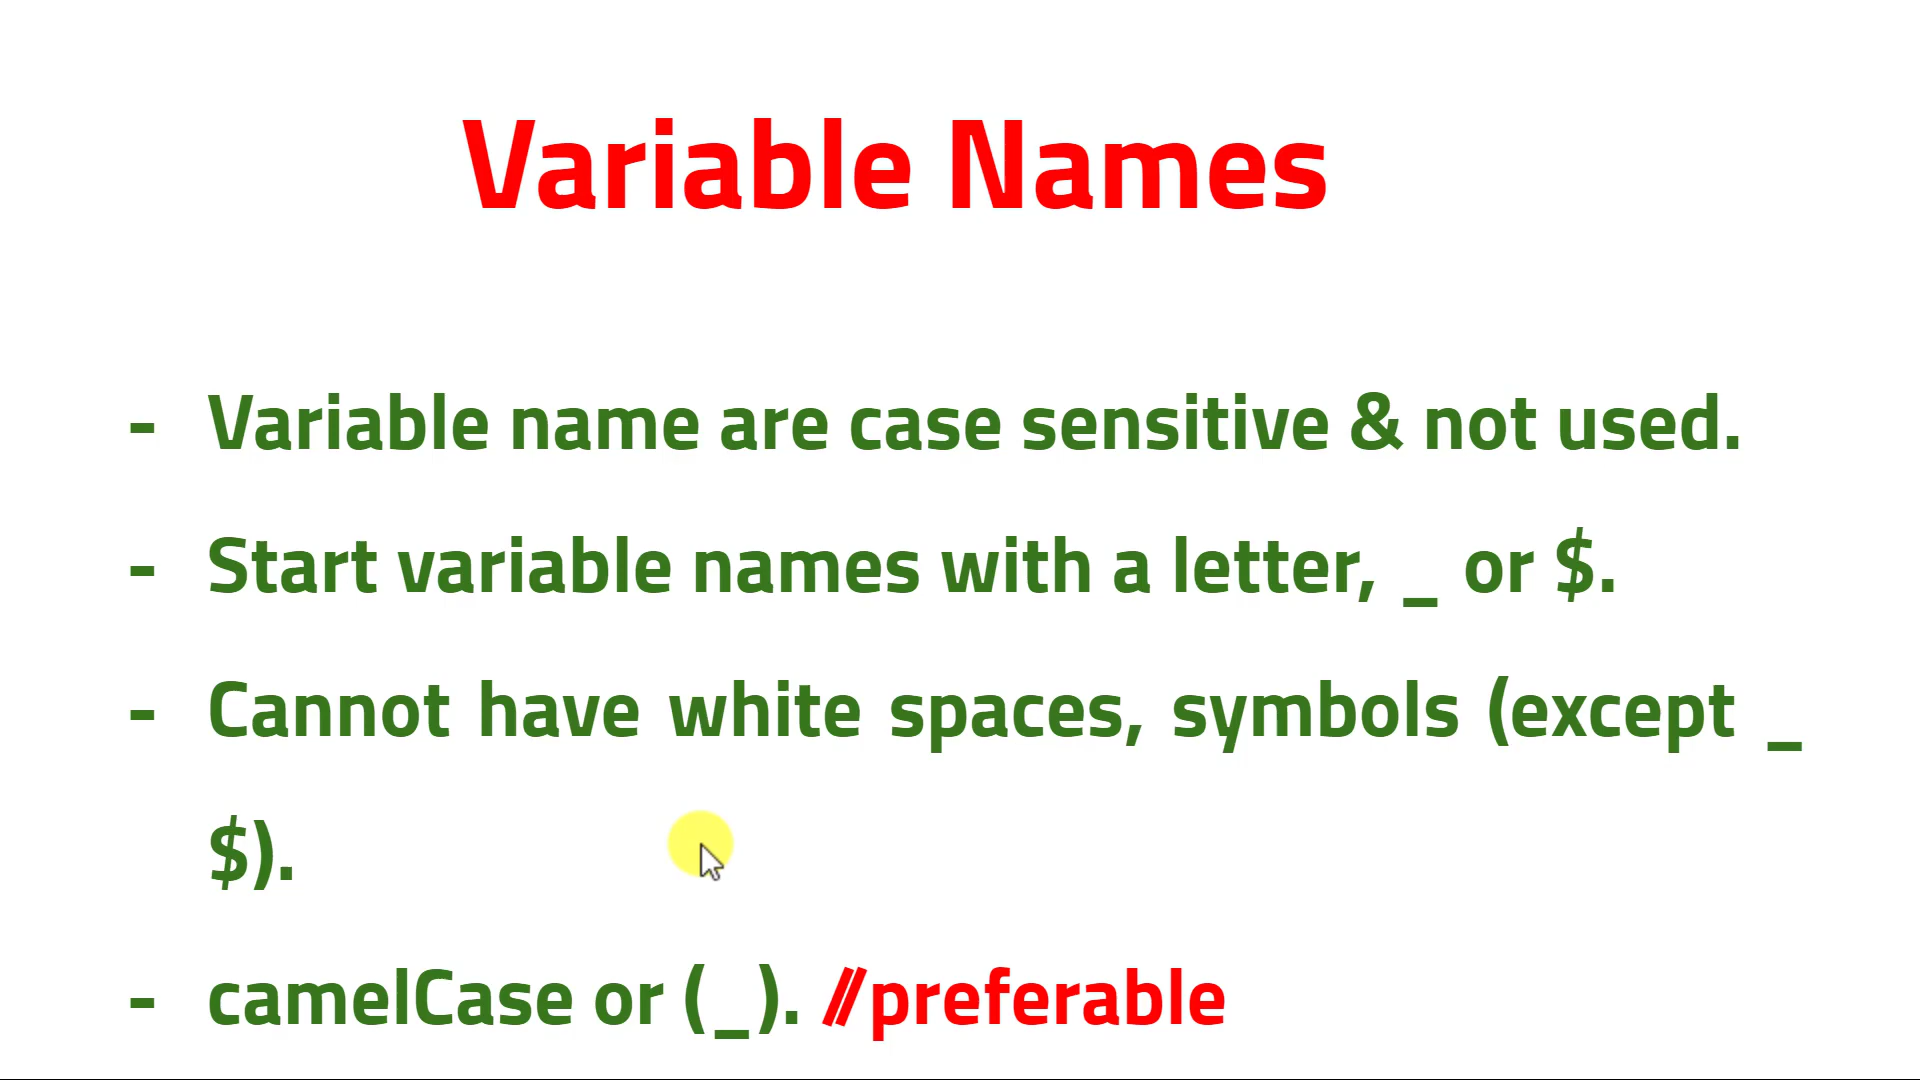 Variable Names
- Variable name are case sensitive & not used.
- Start variable names with a letter, _ or $.
- Cannot have white spaces, symbols (except _
$).
- camelCase or (_). //preferable